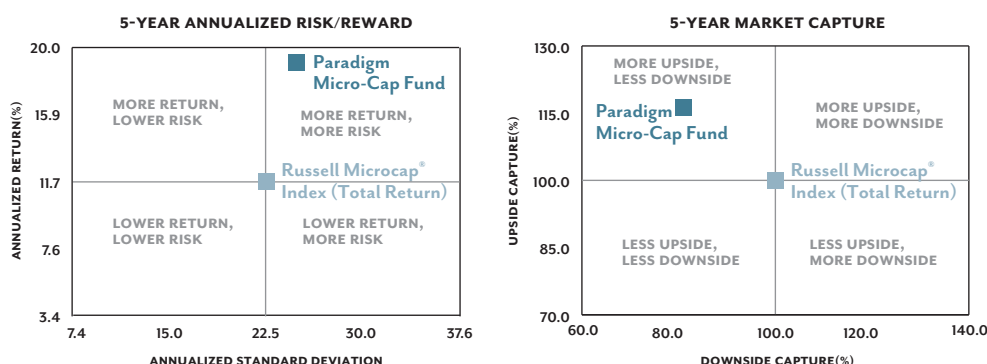 5-YEAR ANNUALIZED RISK/REWARD
20.0
15.9
11.7
7.6
3.4
ANNUALIZED RETURN(%)
MORE RETURN,
LOWER RISK
Paradigm
Micro-Cap Fund
MORE RETURN,
MORE RISK
Russell Microcap®
Index (Total Return)
LOWER RETURN,
LOWER RISK
LOWER RETURN,
MORE RISK
7.4 15.0 22.5 30.0 37.6
ANNUALIZED STANDARD DEVIATION
5-YEAR MARKET CAPTURE
130.0
115.0
100.0
85.0
70.0
UPSIDE CAPTURE(%)
MORE UPSIDE,
LESS DOWNSIDE
Paradigm
Micro-Cap Fund
MORE UPSIDE,
MORE DOWNSIDE
Russell Microcap®
Index (Total Return)
LESS UPSIDE,
LESS DOWNSIDE
LESS UPSIDE,
MORE DOWNSIDE
60.0 80.0 100.0 120.0 140.0
DOWNSIDE CAPTURE(%)